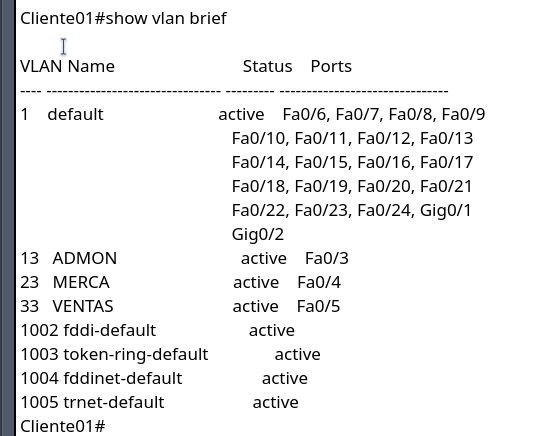 Cliente01#show vlan brief
VLAN Name Status Ports
---- -------------------------------- --------- -------------------------------
1 default active Fa0/6, Fa0/7, Fa0/8, Fa0/9
Fa0/10, Fa0/11, Fa0/12, Fa0/13
Fa0/14, Fa0/15, Fa0/16, Fa0/17
Fa0/18, Fa0/19, Fa0/20, Fa0/21
Fa0/22, Fa0/23, Fa0/24, Gig0/1
Gig0/2
13 ADMON active Fa0/3
23 MERCA active Fa0/4
33 VENTAS active Fa0/5
1002 fddi-default active
1003 token-ring-default active
1004 fddinet-default active
1005 trnet-default active
Cliente01#